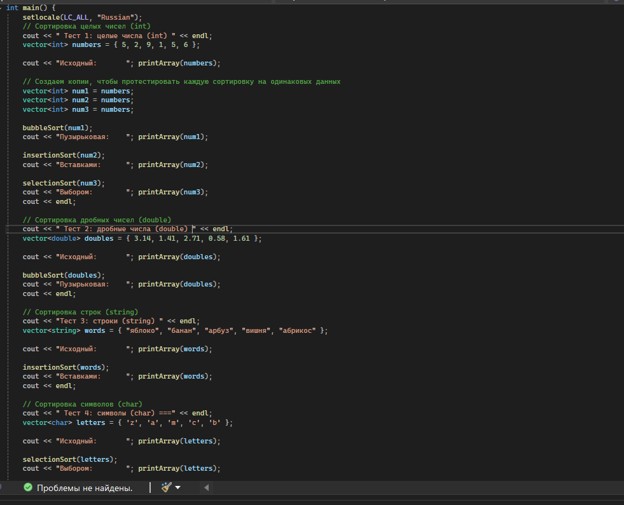 int main() {
setlocale(LC_ALL, "Russian");
// Сортировка целых чисел (int)
cout << " Тест 1: целые числа (int) " << endl;
vector<int> numbers = { 5, 2, 9, 1, 5, 6 };
cout << "Исходный: "; printArray(numbers);
// Создаем копии, чтобы протестировать каждую сортировку на одинаковых данных
vector<int> num1 = numbers;
vector<int> num2 = numbers;
vector<int> num3 = numbers;
bubbleSort(num1);
cout << "Пузырьковая: "; printArray(num1);
insertionSort(num2);
cout << "Вставками: "; printArray(num2);
selectionSort(num3);
cout << "Выбором: "; printArray(num3);
cout << endl;
// Сортировка дробных чисел (double)
cout << " Тест 2: дробные числа (double) " << endl;
vector<double> doubles = { 3.14, 1.41, 2.71, 0.58, 1.61 };
cout << "Исходный: "; printArray(doubles);
bubbleSort(doubles);
cout << "Пузырьковая: "; printArray(doubles);
cout << endl;
// Сортировка строк (string)
cout << "Тест 3: строки (string) " << endl;
vector<string> words = { "яблоко", "банан", "арбуз", "вишня", "абрикос" };
cout << "Исходный: "; printArray(words);
insertionSort(words);
cout << "Вставками: "; printArray(words);
cout << endl;
// Сортировка символов (char)
cout << " Тест 4: символы (char) ===" << endl;
vector<char> letters = { 'z', 'a', 'm', 'c', 'b' };
cout << "Исходный: "; printArray(letters);
selectionSort(letters);
cout << "Выбором: "; printArray(letters);
Проблемы не найдены.